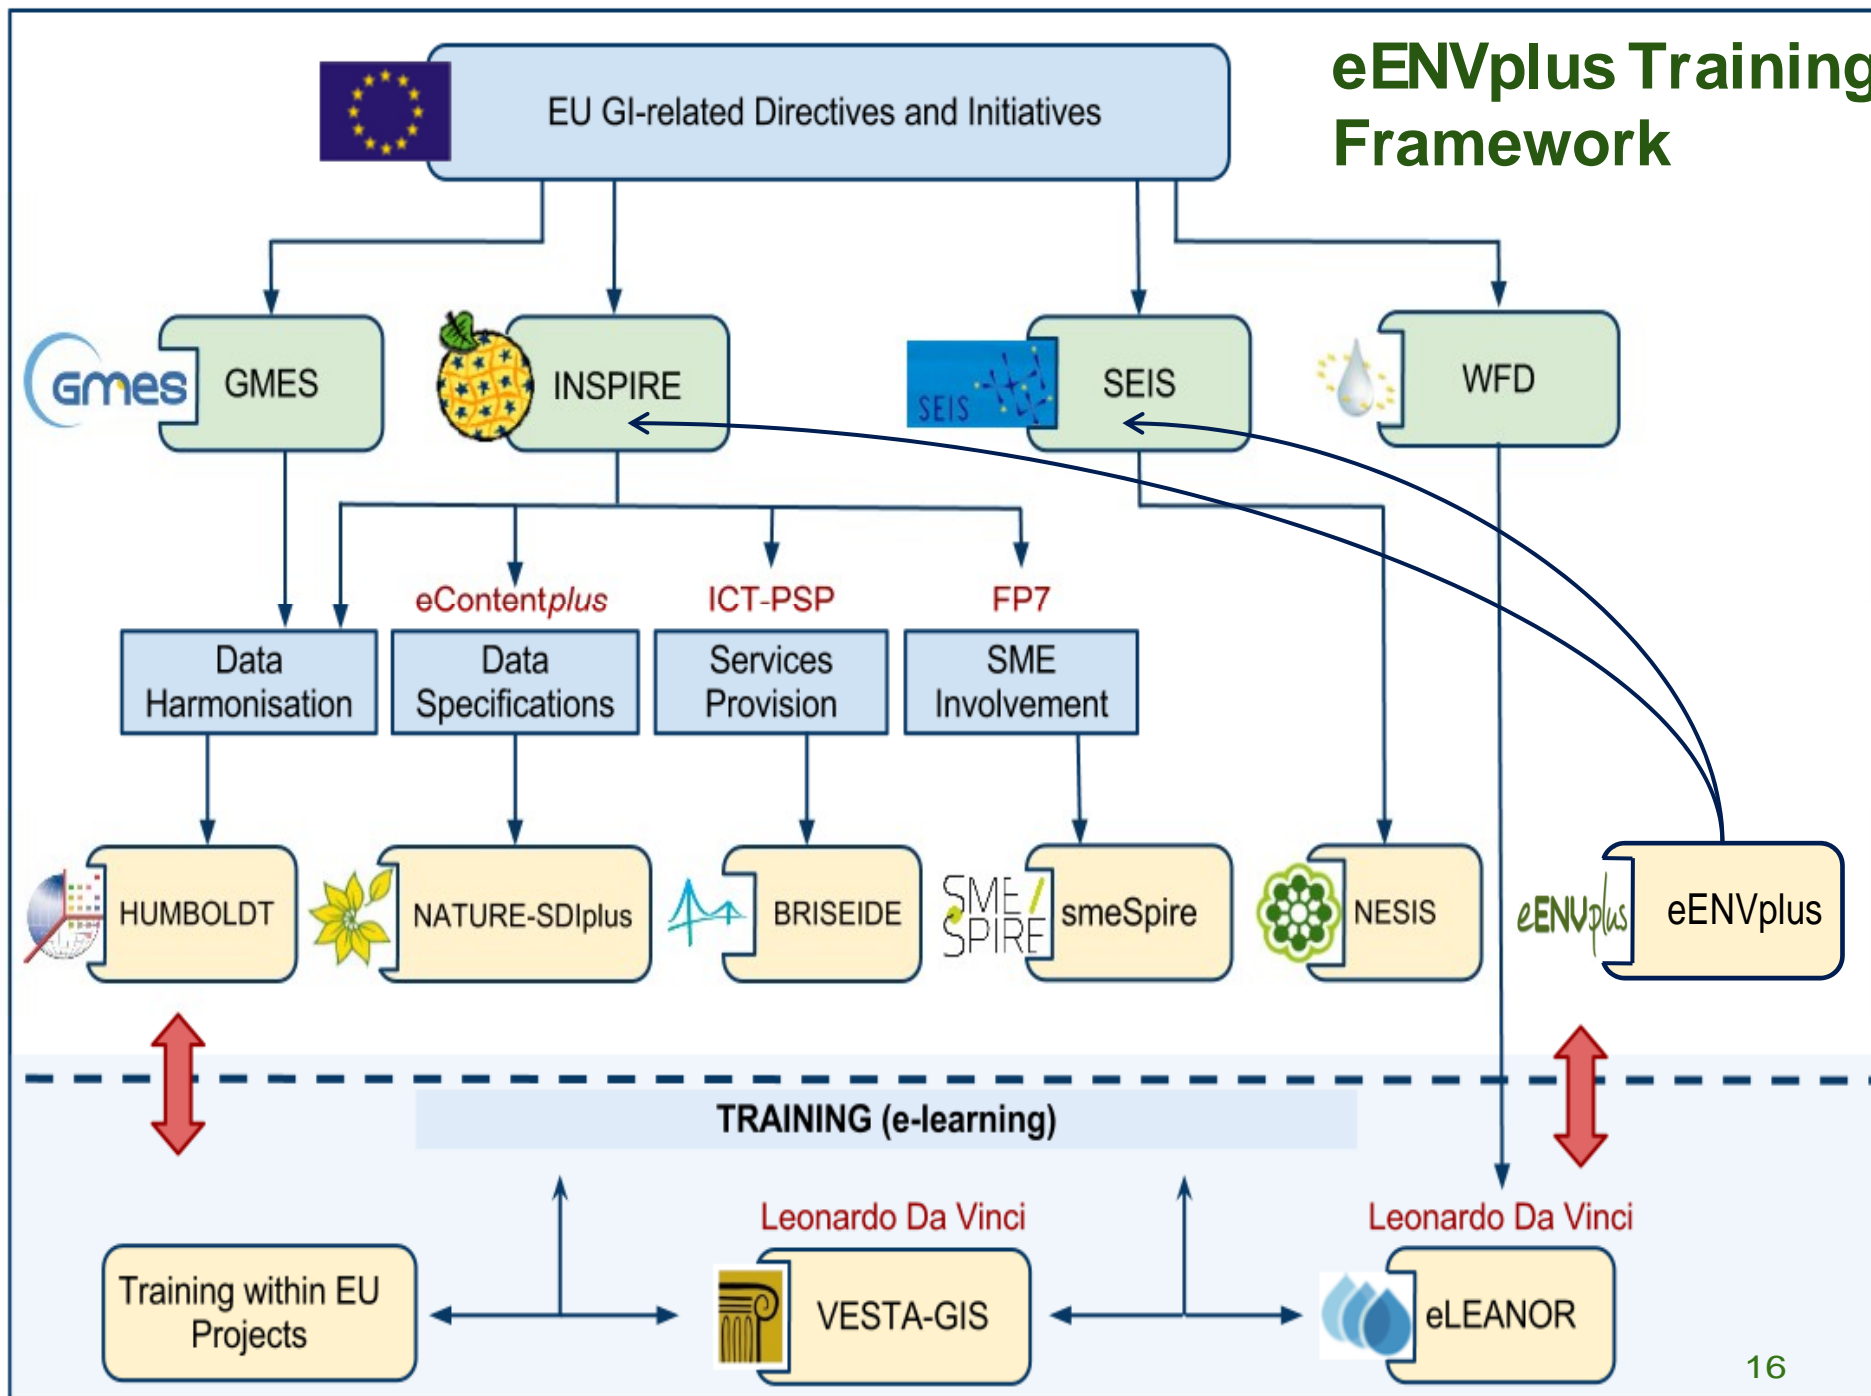 eENVplus Training
Framework
EU GI-related Directives and Initiatives
Gmes
GMES
INSPIRE
SEIS
SEIS
WFD
eContentplus
ICT-PSP
FP7
Data
Harmonisation
Data
Specifications
Services
Provision
SME
Involvement
HUMBOLDT
NATURE-SDIplus
BRISEIDE
SME/
SPIRE
smeSpire
NESIS
eENVplus
eENVplus
TRAINING (e-learning)
Leonardo Da Vinci
Leonardo Da Vinci
Training within EU
Projects
VESTA-GIS
eLEANOR
16